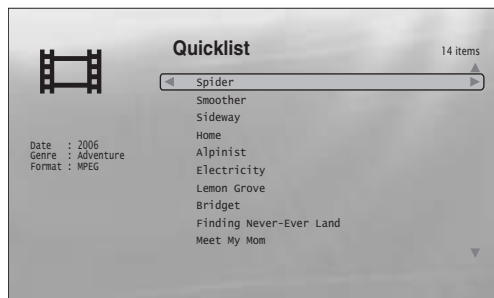 Quicklist
14 items
Spider
Smoother
Sideway
Home
Alpinist
Electricity
Lemon Grove
Bridget
Finding Never-Ever Land
Meet My Mom
Date : 2006
Genre : Adventure
Format : MPEG